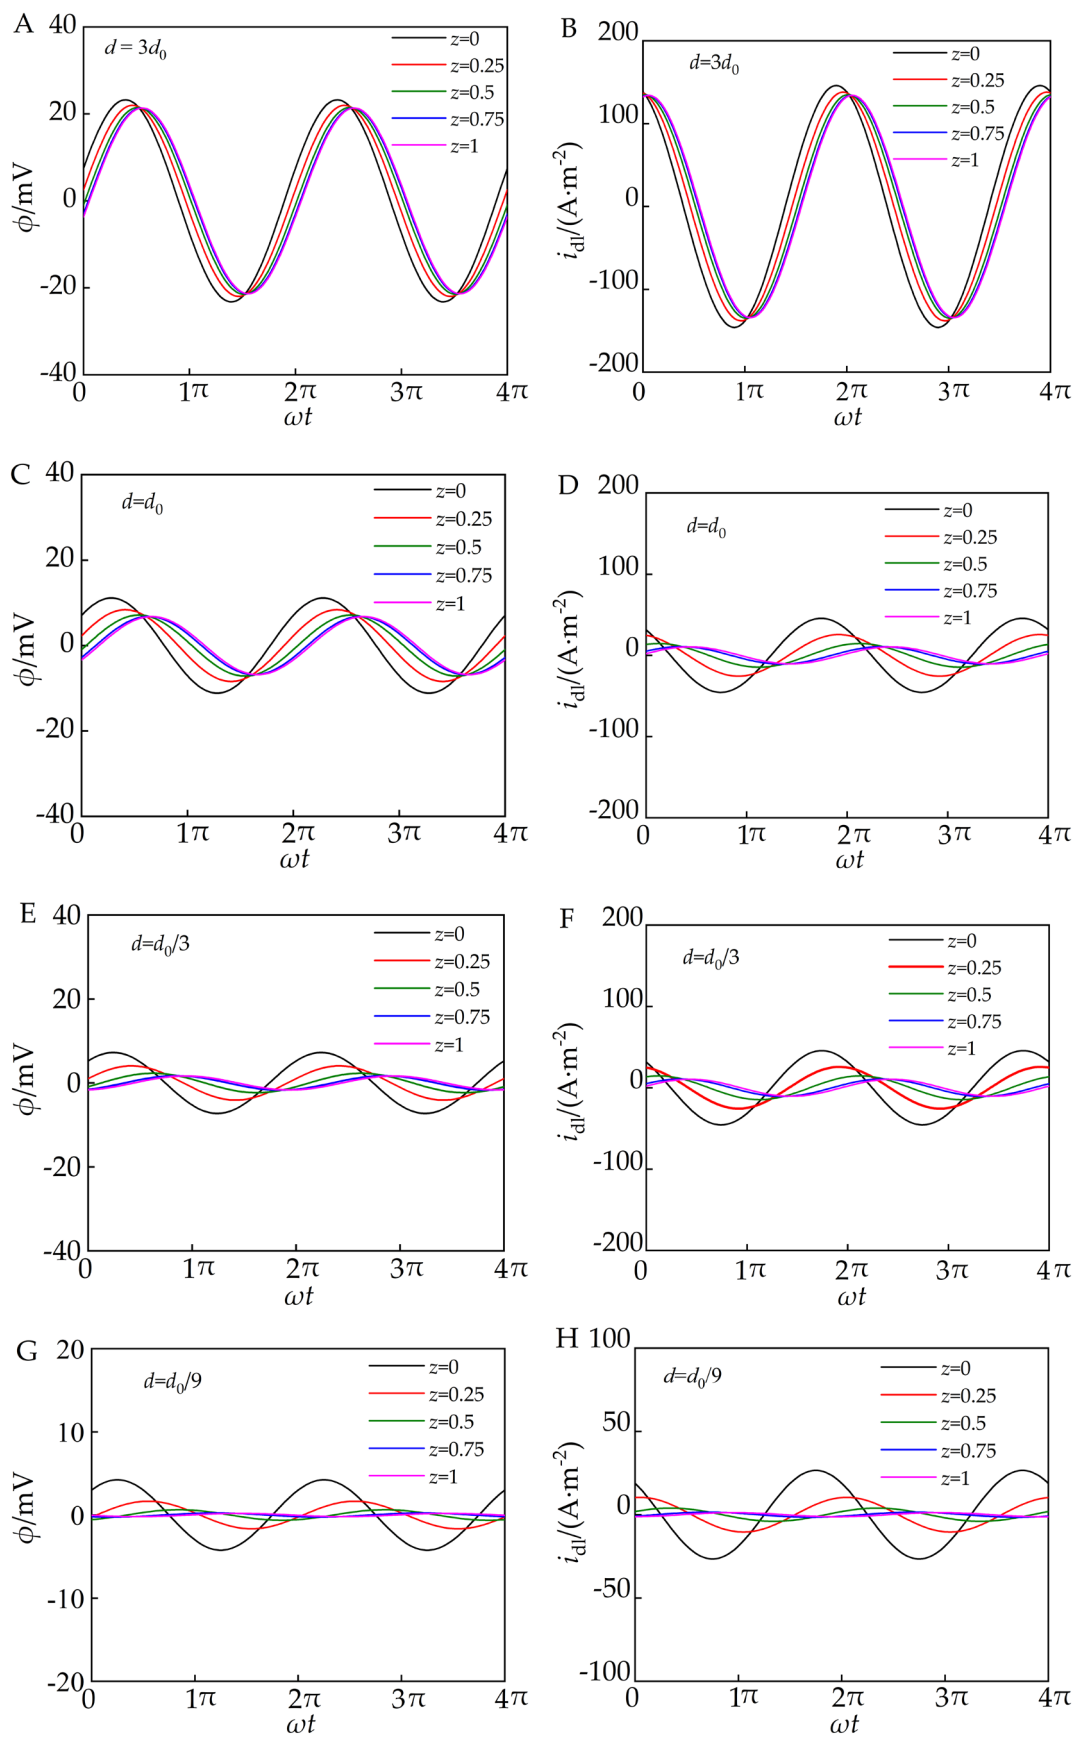 A
40
20
0
-20
-40
ϕ/mV
d = 3d0
z=0
z=0.25
z=0.5
z=0.75
z=1
0 1π 2π 3π 4π
ωt
B
200
100
0
-100
-200
idl/(A·m-2)
d=3d0
z=0
z=0.25
z=0.5
z=0.75
z=1
0 1π 2π 3π 4π
ωt
C
40
20
0
-20
-40
ϕ/mV
d=d0
z=0
z=0.25
z=0.5
z=0.75
z=1
0 1π 2π 3π 4π
ωt
D
200
100
0
-100
-200
idl/(A·m-2)
d=d0
z=0
z=0.25
z=0.5
z=0.75
z=1
0 1π 2π 3π 4π
ωt
E
40
20
0
-20
-40
ϕ/mV
d=d0/3
z=0
z=0.25
z=0.5
z=0.75
z=1
0 1π 2π 3π 4π
ωt
F
200
100
0
-100
-200
idl/(A·m-2)
d=d0/3
z=0
z=0.25
z=0.5
z=0.75
z=1
0 1π 2π 3π 4π
ωt
G
20
10
0
-10
-20
ϕ/mV
d=d0/9
z=0
z=0.25
z=0.5
z=0.75
z=1
0 1π 2π 3π 4π
ωt
H
100
50
0
-50
-100
idl/(A·m-2)
d=d0/9
z=0
z=0.25
z=0.5
z=0.75
z=1
0 1π 2π 3π 4π
ωt